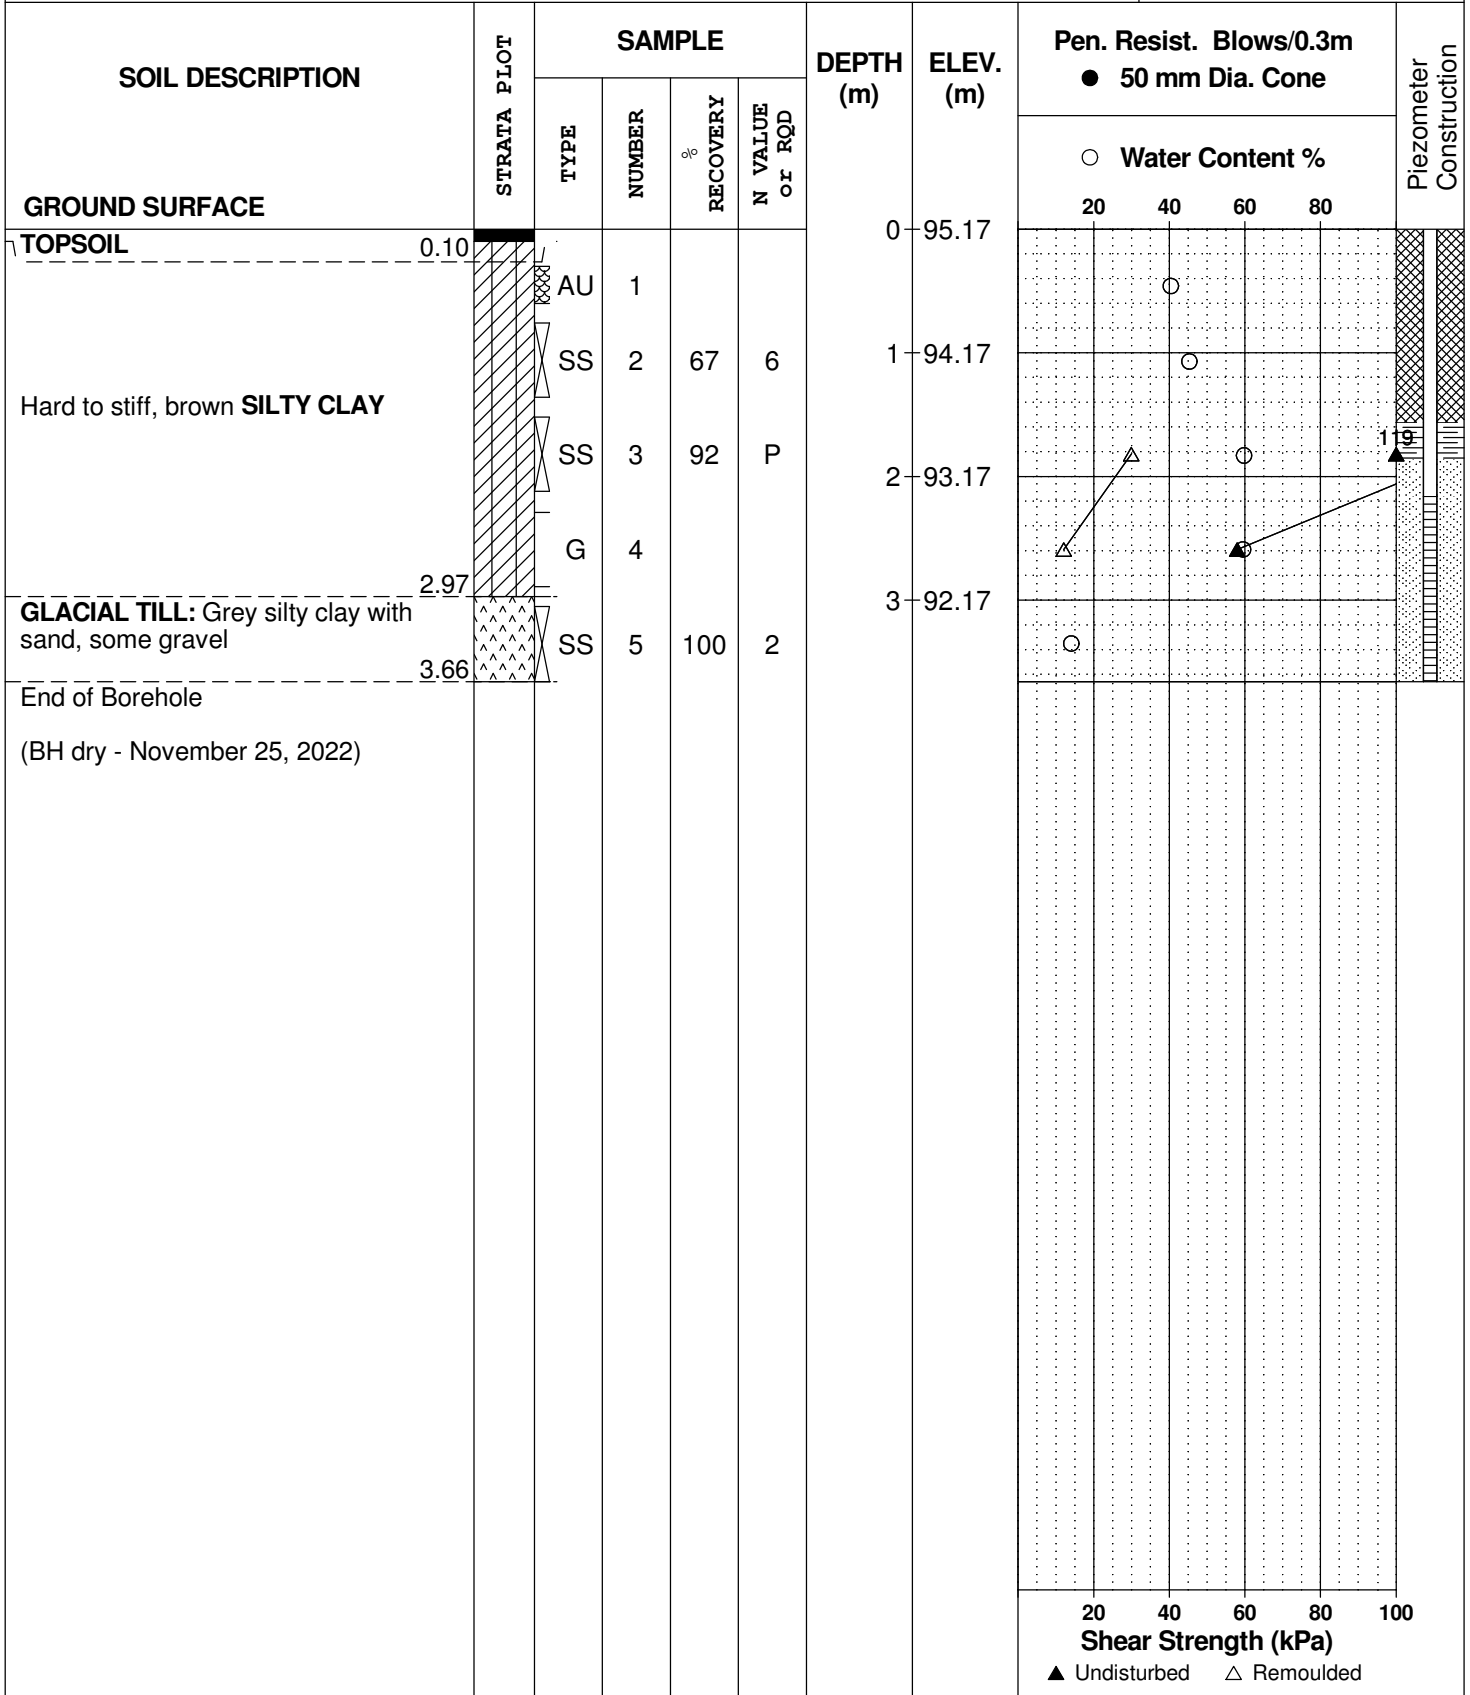 SOIL DESCRIPTION
GROUND SURFACE
STRATA PLOT
SAMPLE
TYPE
NUMBER
% RECOVERY
N VALUE
or RQD
DEPTH
(m)
ELEV.
(m)
Pen. Resist. Blows/0.3m
● 50 mm Dia. Cone
○ Water Content %
20 40 60 80
Piezometer
Construction
0 95.17
TOPSOIL 0.10
AU 1
1 94.17
SS 2 67 6
Hard to stiff, brown SILTY CLAY
119
SS 3 92 P
2 93.17
G 4
2.97
3 92.17
GLACIAL TILL: Grey silty clay with
sand, some gravel
SS 5 100 2
3.66
End of Borehole
(BH dry - November 25, 2022)
20 40 60 80 100
Shear Strength (kPa)
▲ Undisturbed △ Remoulded